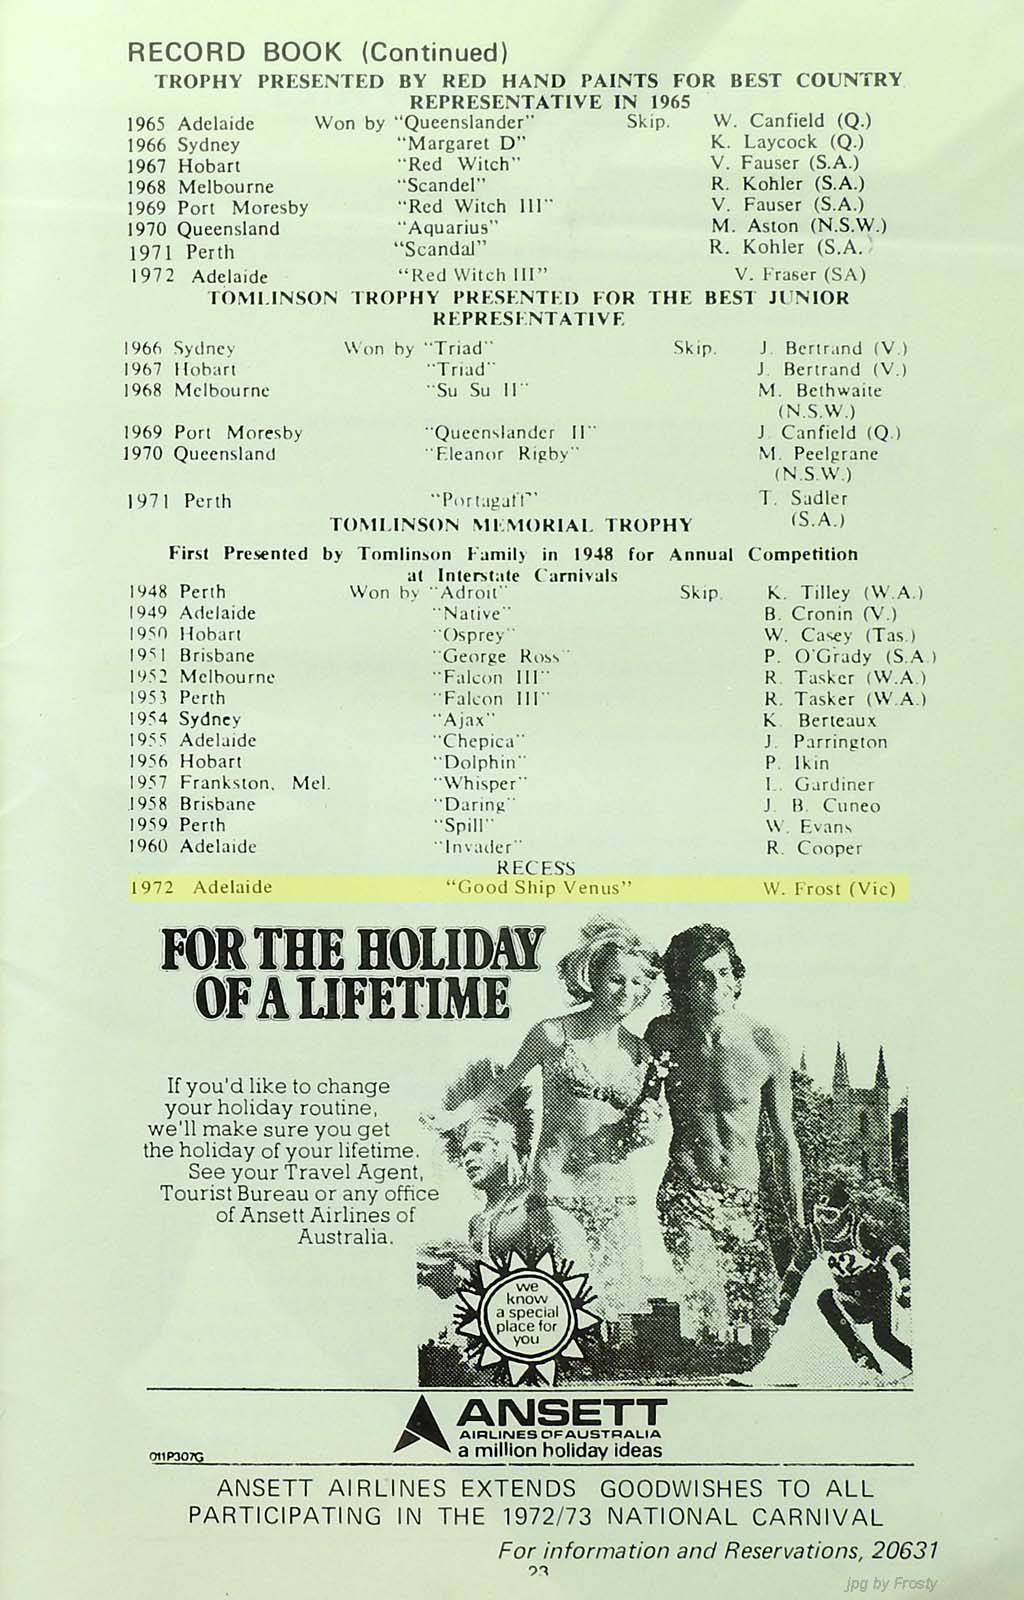 RECORD BOOK (Continued)
TROPHY PRESENTED BY RED HAND PAINTS FOR BEST COUNTRY
REPRESENTATIVE IN 1965
1965 Adelaide Won by "Queenslander" Skip. W. Canfield (Q.)
1966 Sydney "Margaret D" K. Laycock (Q.)
1967 Hobart "Red Witch" V. Fauser (S.A.)
1968 Melbourne "Scandel" R. Kohler (S.A.)
1969 Port Moresby "Red Witch III" V. Fauser (S.A.)
1970 Queensland "Aquarius" M. Aston (N.S.W.)
1971 Perth "Scandal" R. Kohler (S.A.)
1972 Adelaide "Red Witch III" V. Fraser (SA)
TOMLINSON TROPHY PRESENTED FOR THE BEST JUNIOR
REPRESENTATIVE
1966 Sydney Won by "Triad" Skip. J. Bertrand (V.)
1967 Hobart "Triad" J. Bertrand (V.)
1968 Melbourne "Su Su II" M. Bethwaite
(N.S.W.)
1969 Port Moresby "Queenslander II" J. Canfield (Q.)
1970 Queensland "Eleanor Rigby" M. Peelgrane
(N.S.W.)
1971 Perth "Portagaff" T. Sadler
(S.A.)
TOMLINSON MEMORIAL TROPHY
First Presented by Tomlinson Family in 1948 for Annual Competition
at Interstate Carnivals
1948 Perth Won by "Adroit" Skip. K. Tilley (W.A.)
1949 Adelaide "Native" B. Cronin (V.)
1950 Hobart "Osprey" W. Casey (Tas.)
1951 Brisbane "George Ross" P. O'Grady (S.A.)
1952 Melbourne "Falcon III" R. Tasker (W.A.)
1953 Perth "Falcon III" R. Tasker (W.A.)
1954 Sydney "Ajax" K. Berteaux
1955 Adelaide "Chepica" J. Parrington
1956 Hobart "Dolphin" P. Ikin
1957 Frankston, Mel. "Whisper" L. Gardiner
1958 Brisbane "Daring" J. B. Cuneo
1959 Perth "Spill" W. Evans
1960 Adelaide "Invader" R. Cooper
RECESS
1972 Adelaide "Good Ship Venus" W. Frost (Vic)
FOR THE HOLIDAY
OF A LIFETIME
If you'd like to change
your holiday routine,
we'll make sure you get
the holiday of your lifetime.
See your Travel Agent,
Tourist Bureau or any office
of Ansett Airlines of
Australia.
42
we
know
a special
place for
you
ANSETT
AIRLINES OF AUSTRALIA
a million holiday ideas
011P307G
ANSETT AIRLINES EXTENDS GOODWISHES TO ALL
PARTICIPATING IN THE 1972/73 NATIONAL CARNIVAL
For information and Reservations, 20631
23
jpg by Frosty